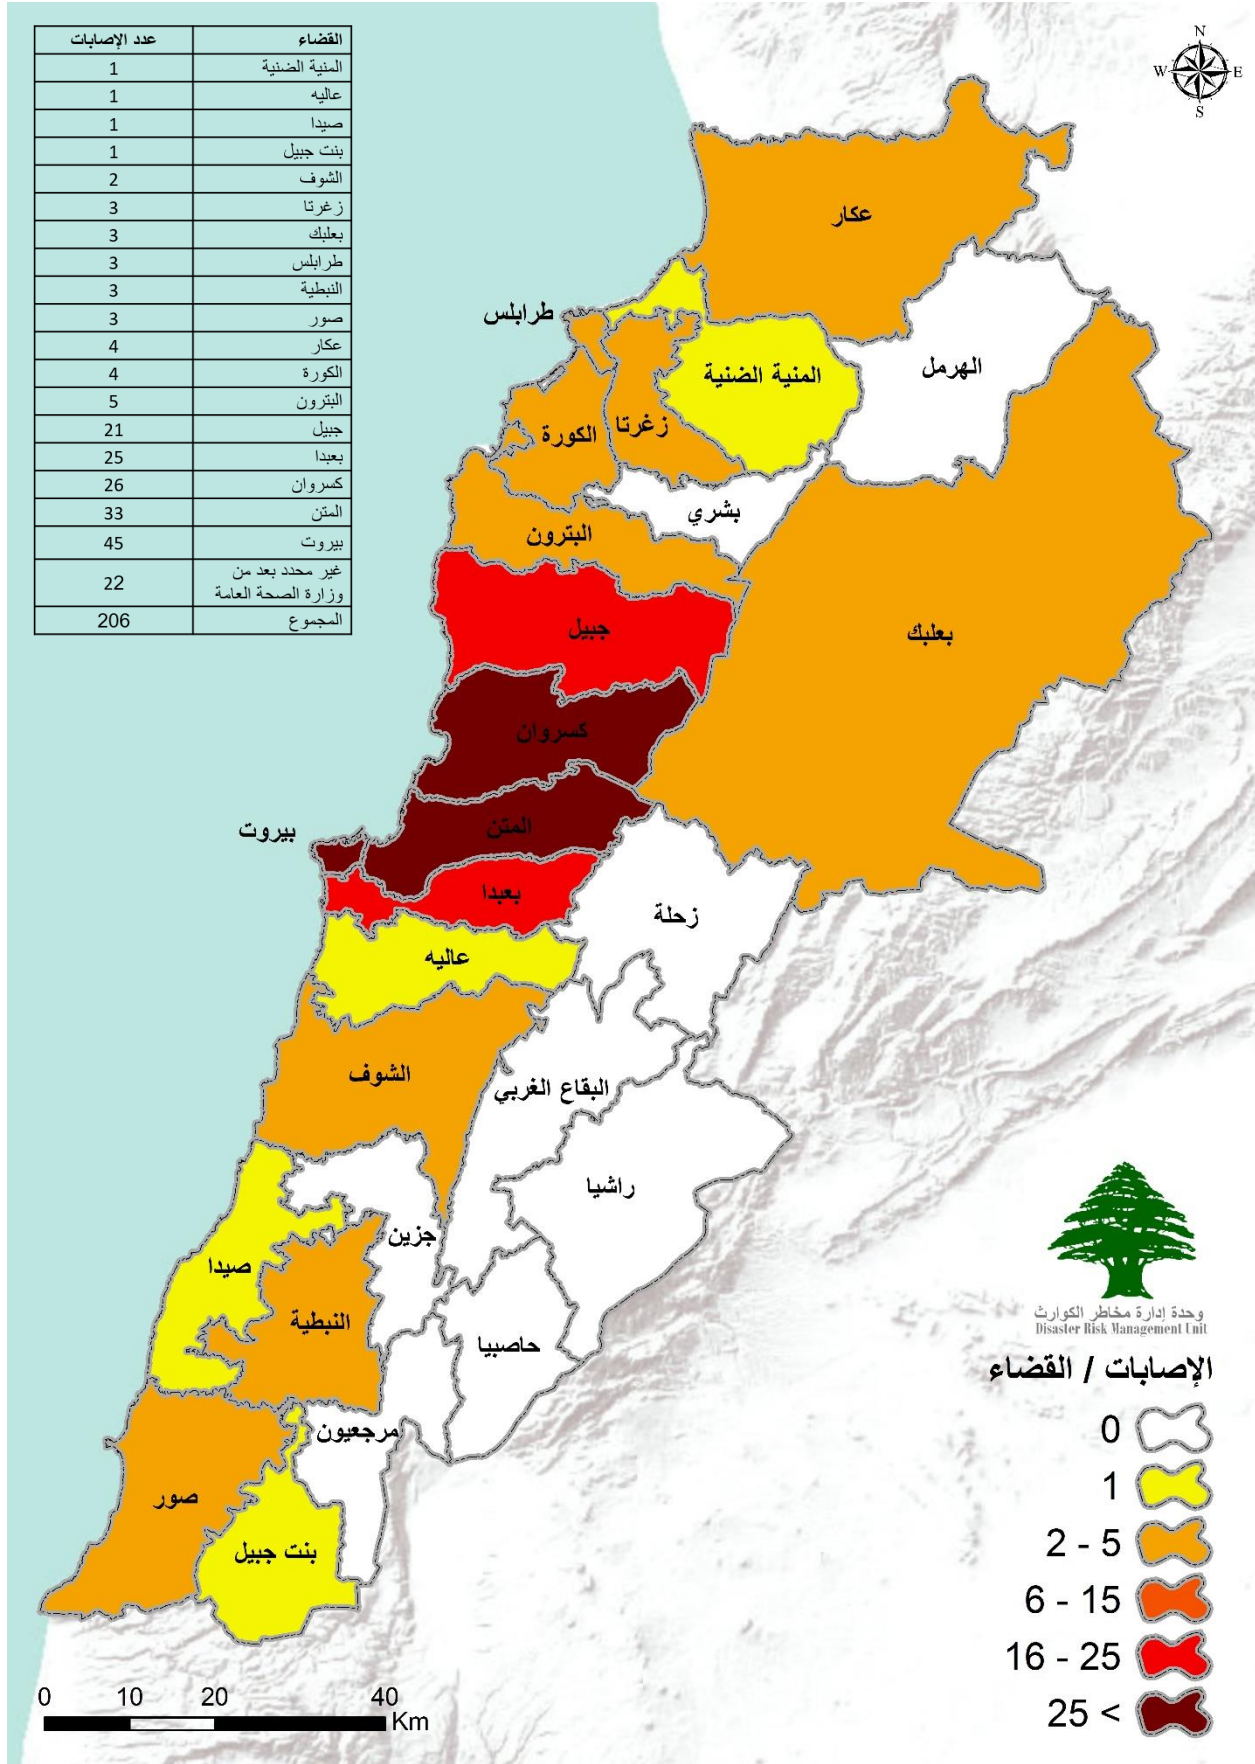 القضاء عدد الإصابات
المنية الضنية 1
عاليه 1
صيدا 1
بنت جبيل 1
الشوف 2
زغرتا 3
بعلبك 3
طرابلس 3
النبطية 3
صور 3
عكار 4
الكورة 4
البترون 5
جبيل 21
بعبدا 25
كسروان 26
المتن 33
بيروت 45
غير محدد بعد من
وزارة الصحة العامة 22
المجموع 206
N
W E
S
عكار
طرابلس
الهرمل
المنية الضنية
زغرتا
الكورة
بشري
البترون
جبيل
بعلبك
كسروان
المتن
بيروت
بعبدا
زحلة
عاليه
الشوف
البقاع الغربي
راشيا
جزين
صيدا
النبطية
حاصبيا
مرجعيون
صور
بنت جبيل
وحدة إدارة مخاطر الكوارث
Disaster Risk Management Unit
الإصابات / القضاء
0
1
2 - 5
6 - 15
16 - 25
25 <
0 10 20 40
Km